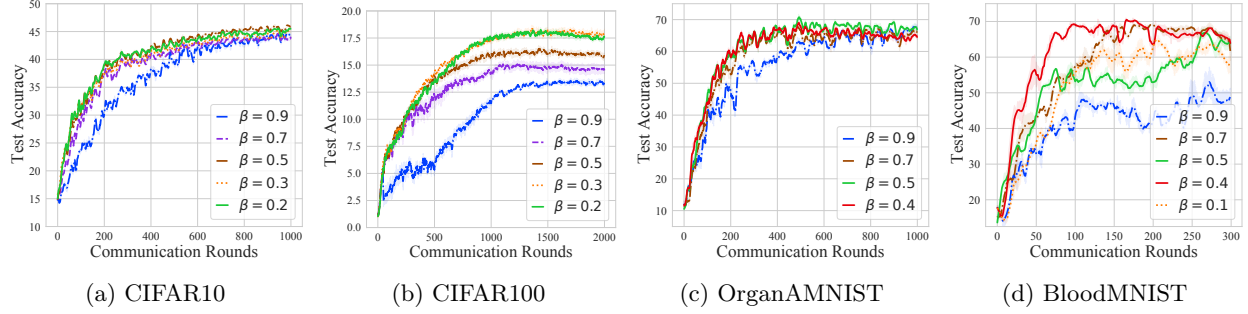 Test Accuracy
50
45
40
35
30
25
20
15
10
β = 0.9
β = 0.7
β = 0.5
β = 0.3
β = 0.2
0 200 400 600 800 1000
Communication Rounds
(a) CIFAR10
Test Accuracy
20.0
17.5
15.0
12.5
10.0
7.5
5.0
2.5
0.0
β = 0.9
β = 0.7
β = 0.5
β = 0.3
β = 0.2
0 500 1000 1500 2000
Communication Rounds
(b) CIFAR100
Test Accuracy
70
60
50
40
30
20
10
β = 0.9
β = 0.7
β = 0.5
β = 0.4
0 200 400 600 800 1000
Communication Rounds
(c) OrganAMNIST
Test Accuracy
70
60
50
40
30
20
β = 0.9
β = 0.7
β = 0.5
β = 0.4
β = 0.1
0 50 100 150 200 250 300
Communication Rounds
(d) BloodMNIST